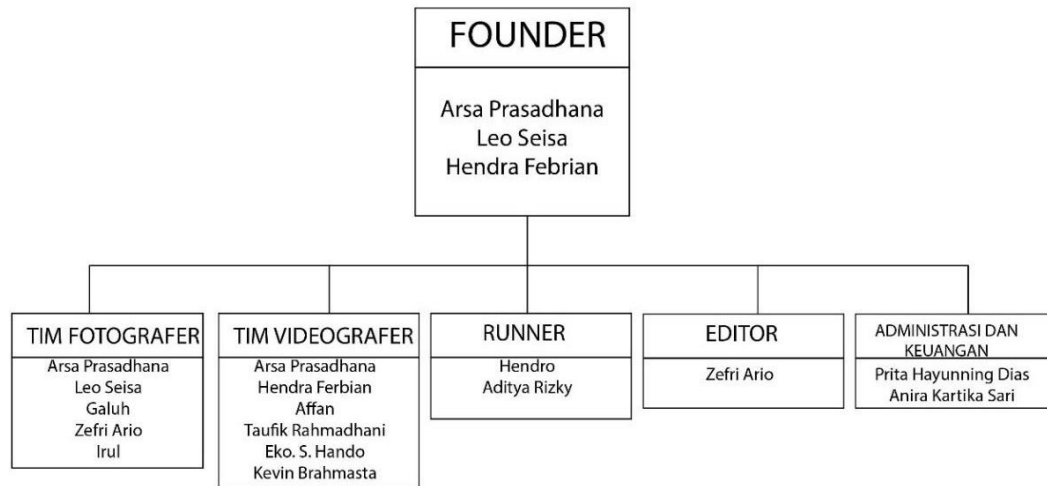 FOUNDER
Arsa Prasadhana
Leo Seisa
Hendra Febrian
TIM FOTOGRAFER
Arsa Prasadhana
Leo Seisa
Galuh
Zefri Ario
Irul
TIM VIDEOGRAFER
Arsa Prasadhana
Hendra Ferbian
Affan
Taufik Rahmadhani
Eko. S. Hando
Kevin Brahmasta
RUNNER
Hendro
Aditya Rizky
EDITOR
Zefri Ario
ADMINISTRASI DAN
KEUANGAN
Prita Hayunning Dias
Anira Kartika Sari